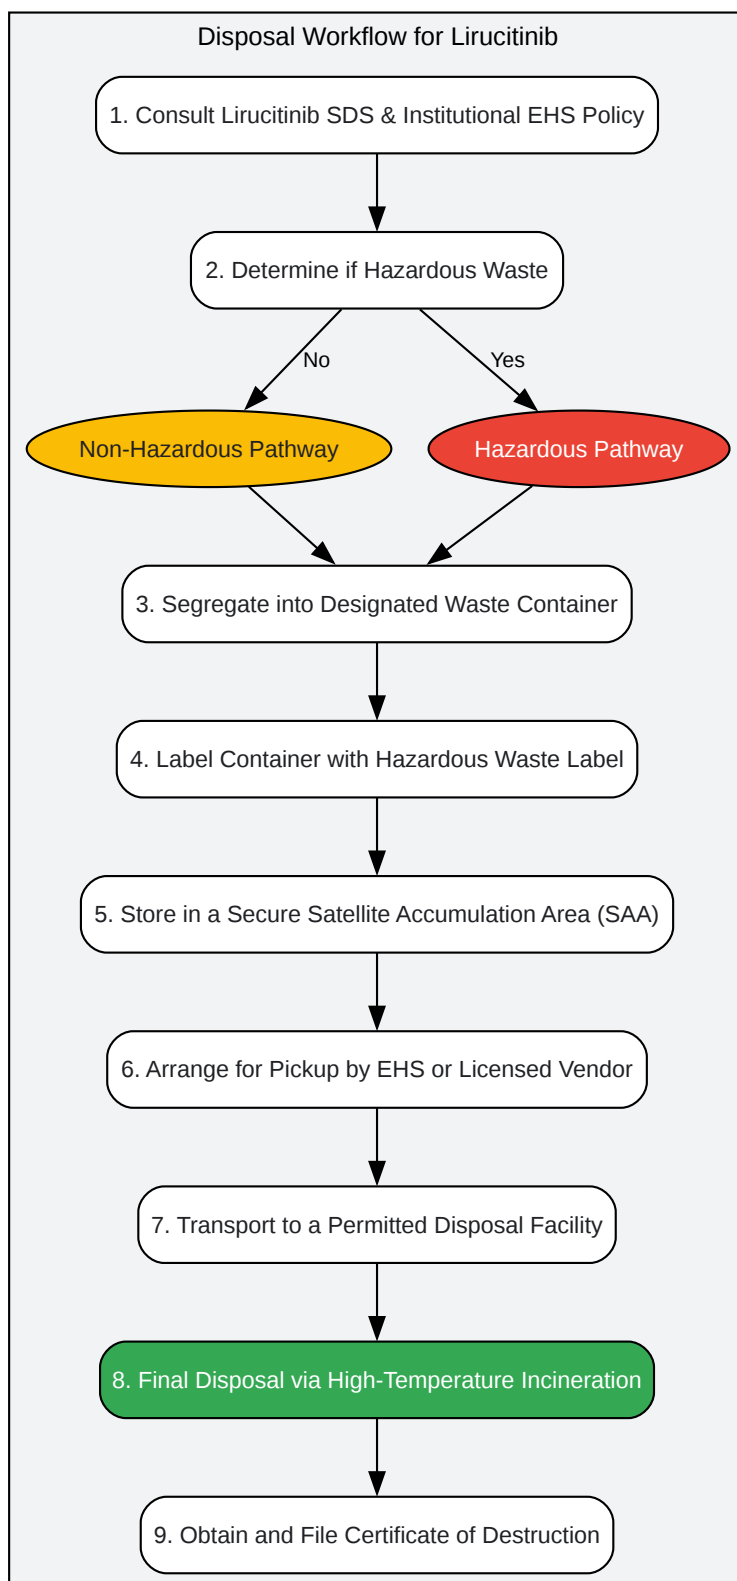 Disposal Workflow for Lirucitinib
1. Consult Lirucitinib SDS & Institutional EHS Policy
2. Determine if Hazardous Waste
No
Yes
Non-Hazardous Pathway
Hazardous Pathway
3. Segregate into Designated Waste Container
4. Label Container with Hazardous Waste Label
5. Store in a Secure Satellite Accumulation Area (SAA)
6. Arrange for Pickup by EHS or Licensed Vendor
7. Transport to a Permitted Disposal Facility
8. Final Disposal via High-Temperature Incineration
9. Obtain and File Certificate of Destruction